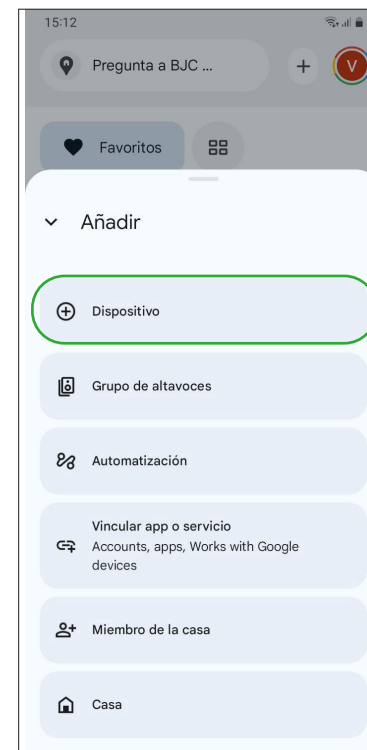 15:12
Pregunta a BJC ...
V
Favoritos
Añadir
Dispositivo
Grupo de altavoces
Automatización
Vincular app o servicio
Accounts, apps, Works with Google
devices
Miembro de la casa
Casa